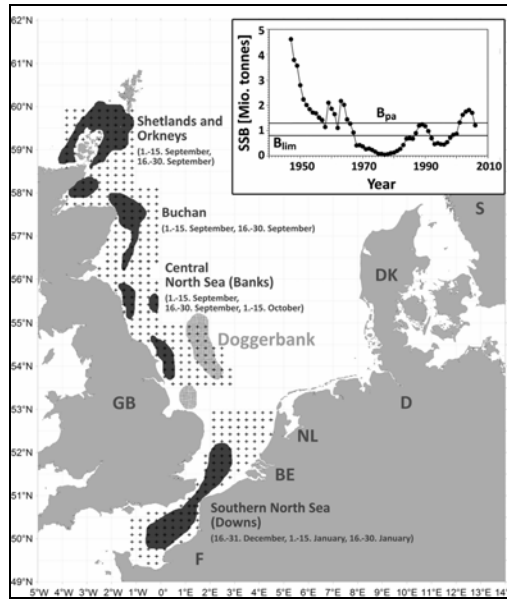 62°N
61°N
60°N
59°N
58°N
57°N
56°N
55°N
54°N
53°N
52°N
51°N
50°N
49°N
5°W 4°W 3°W 2°W 1°W 0° 1°E 2°E 3°E 4°E 5°E 6°E 7°E 8°E 9°E 10°E 11°E 12°E 13°E 14°E
SSB [Mio. tonnes]
5
4
3
2
1
0
Bpa
Blim
1950 1970 1990 2010
Year
Shetlands and
Orkneys
(1.-15. September,
16.-30. September)
Buchan
(1.-15. September, 16.-30. September)
Central
North Sea (Banks)
(1.-15. September,
16.-30. September, 1.-15. October)
Doggerbank
S
DK
GB
D
NL
BE
Southern North Sea
(Downs)
(16.-31. December, 1.-15. January, 16.-30. January)
F